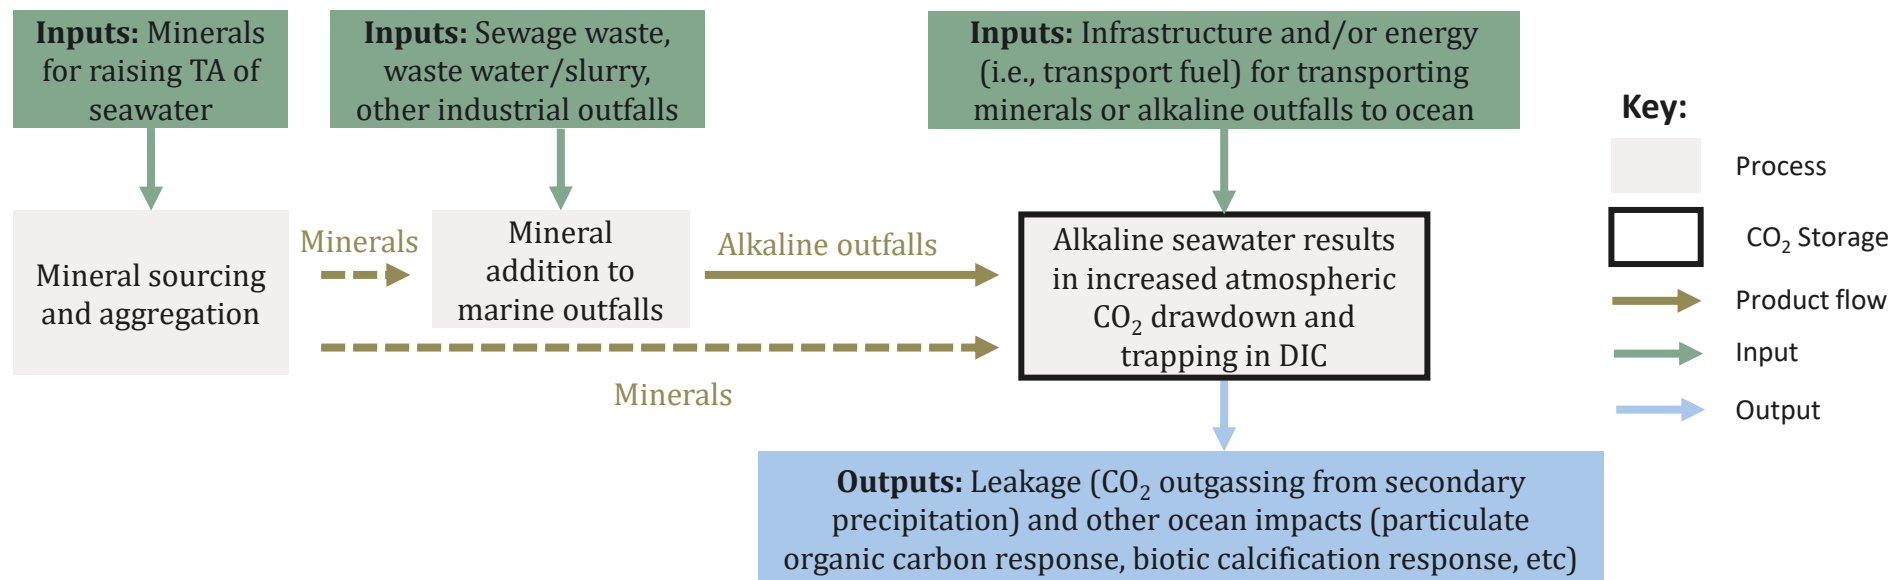 Inputs: Minerals
for raising TA of
seawater
Inputs: Sewage waste,
waste water/slurry,
other industrial outfalls
Inputs: Infrastructure and/or energy
(i.e., transport fuel) for transporting
minerals or alkaline outfalls to ocean
Mineral sourcing
and aggregation
Minerals
Mineral
addition to
marine outfalls
Alkaline outfalls
Minerals
Alkaline seawater results
in increased atmospheric
CO₂ drawdown and
trapping in DIC
Outputs: Leakage (CO₂ outgassing from secondary
precipitation) and other ocean impacts (particulate
organic carbon response, biotic calcification response, etc)
Key:
Process
CO₂ Storage
Product flow
Input
Output